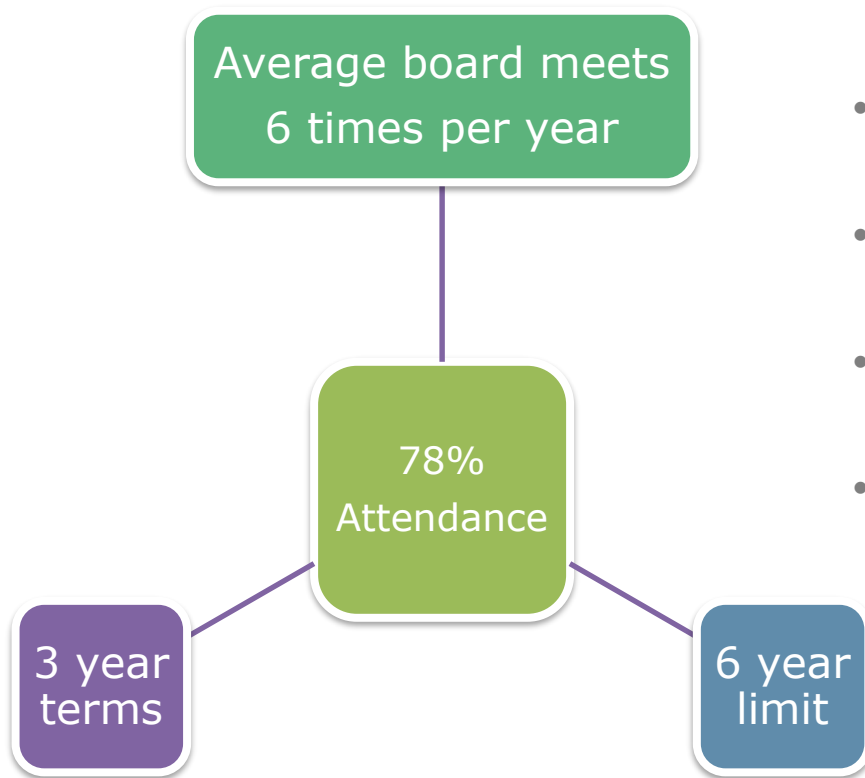 Average board meets
6 times per year
78%
Attendance
3 year
terms
6 year
limit